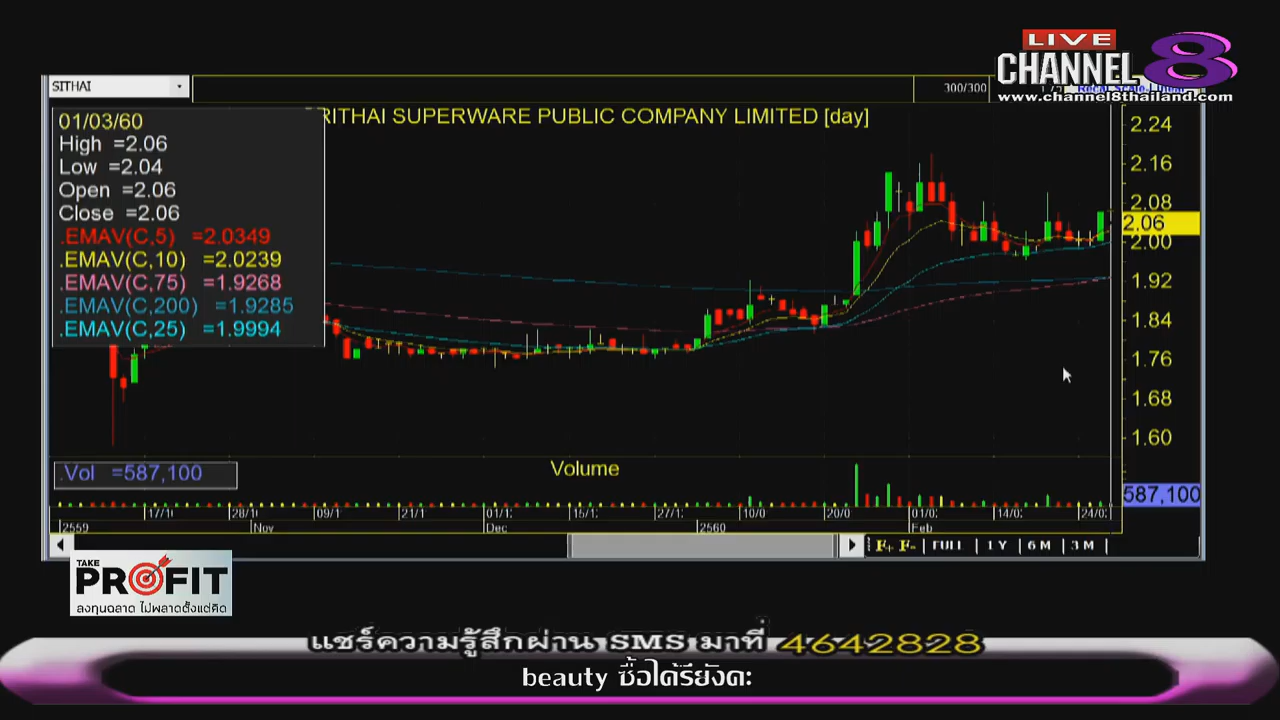 LIVE
CHANNEL 8
www.channel8thailand.com
SITHAI
300/300
RITHAI SUPERWARE PUBLIC COMPANY LIMITED [day]
01/03/60
High =2.06
Low =2.04
Open =2.06
Close =2.06
.EMAV(C,5) =2.0349
.EMAV(C,10) =2.0239
.EMAV(C,75) =1.9268
.EMAV(C,200) =1.9285
.EMAV(C,25) =1.9994
2.24
2.16
2.08
2.06
2.00
1.92
1.84
1.76
1.68
1.60
.Vol =587,100
Volume
587,100
17/1 28/1 09/1 21/1 01/1 15/1 27/1 10/0 20/0 01/0 14/0 24/0
2559 Nov Dec 2560 Feb
F+ F- FULL 1 Y 6 M 3 M
TAKE
PROFIT
ลงทุนฉลาด ไม่พลาดตั้งแต่คิด
แชร์ความรู้สึกผ่าน SMS มาที่ 4642828
beauty ซื้อได้รึยังคะ